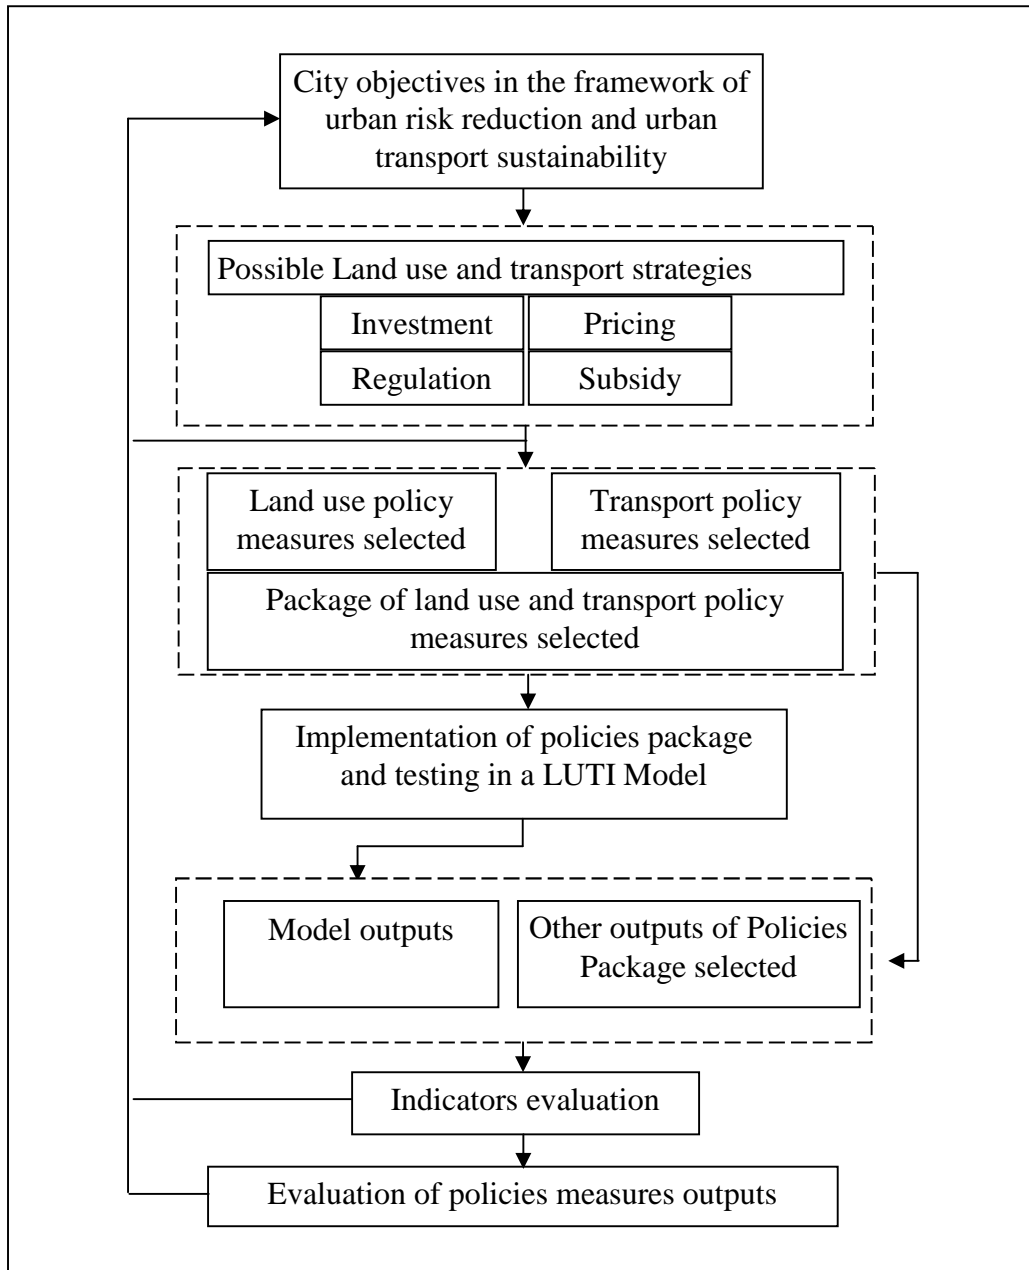 City objectives in the framework of
urban risk reduction and urban
transport sustainability
Possible Land use and transport strategies
Investment
Pricing
Regulation
Subsidy
Land use policy
measures selected
Transport policy
measures selected
Package of land use and transport policy
measures selected
Implementation of policies package
and testing in a LUTI Model
Model outputs
Other outputs of Policies
Package selected
Indicators evaluation
Evaluation of policies measures outputs